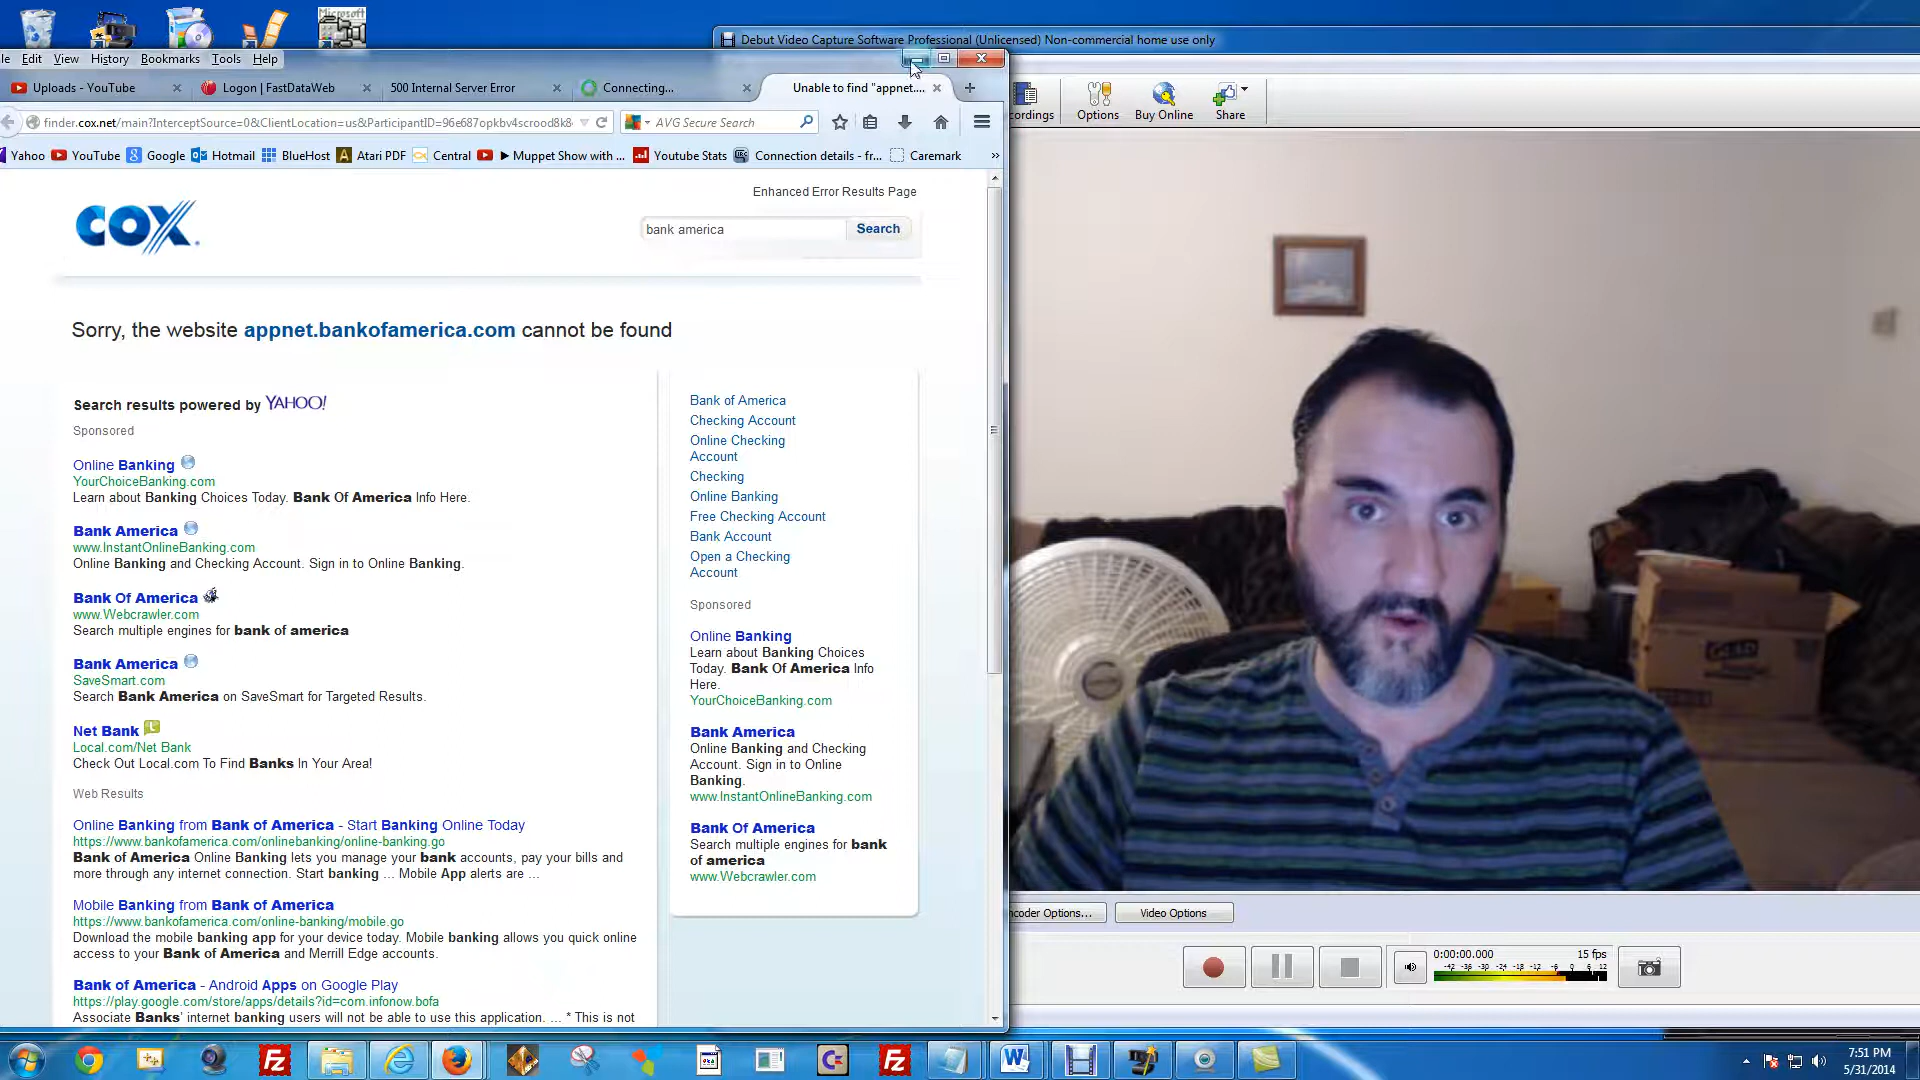 Microsoft
Debut Video Capture Software Professional (Unlicensed) Non-commercial home use only
le Edit View History Bookmarks Tools Help
Uploads - YouTube
Logon | FastDataWeb
500 Internal Server Error
Connecting...
Unable to find "appnet....
finder.cox.net/main?InterceptSource=0&ClientLocation=us&ParticipantID=96e687opkbv4scrood8k8
AVG Secure Search
Yahoo YouTube Google Hotmail BlueHost Atari PDF Central Muppet Show with ... Youtube Stats Connection details - fr... Caremark »
cordings Options Buy Online Share
Enhanced Error Results Page
COX
bank america
Search
Sorry, the website appnet.bankofamerica.com cannot be found
Search results powered by YAHOO!
Sponsored
Online Banking
YourChoiceBanking.com
Learn about Banking Choices Today. Bank Of America Info Here.
Bank America
www.InstantOnlineBanking.com
Online Banking and Checking Account. Sign in to Online Banking.
Bank Of America
www.Webcrawler.com
Search multiple engines for bank of america
Bank America
SaveSmart.com
Search Bank America on SaveSmart for Targeted Results.
Net Bank
Local.com/Net Bank
Check Out Local.com To Find Banks In Your Area!
Web Results
Online Banking from Bank of America - Start Banking Online Today
https://www.bankofamerica.com/onlinebanking/online-banking.go
Bank of America Online Banking lets you manage your bank accounts, pay your bills and
more through any internet connection. Start banking ... Mobile App alerts are ...
Mobile Banking from Bank of America
https://www.bankofamerica.com/online-banking/mobile.go
Download the mobile banking app for your device today. Mobile banking allows you quick online
access to your Bank of America and Merrill Edge accounts.
Bank of America - Android Apps on Google Play
https://play.google.com/store/apps/details?id=com.infonow.bofa
Associate Banks' internet banking users will not be able to use this application. ... * This is not
Bank of America
Checking Account
Online Checking
Account
Checking
Online Banking
Free Checking Account
Bank Account
Open a Checking
Account
Sponsored
Online Banking
Learn about Banking Choices
Today. Bank Of America Info
Here.
YourChoiceBanking.com
Bank America
Online Banking and Checking
Account. Sign in to Online
Banking.
www.InstantOnlineBanking.com
Bank Of America
Search multiple engines for bank
of america
www.Webcrawler.com
ncoder Options...
Video Options
0:00:00.000
15 fps
-42 -36 -30 -24 -18 -12 -6 0 6 12
7:51 PM
5/31/2014